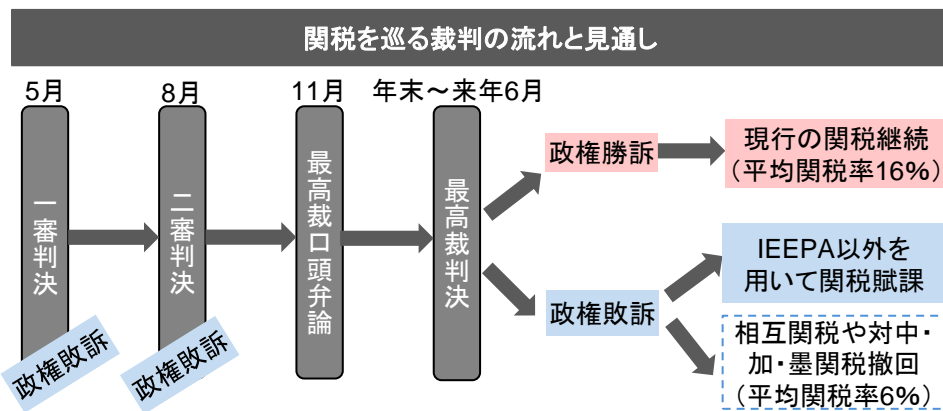 関税を巡る裁判の流れと見通し
5月
8月
11月
年末～来年6月
一審判決
二審判決
最高裁口頭弁論
最高裁判決
政権敗訴
政権敗訴
政権勝訴
現行の関税継続
（平均関税率16%）
政権敗訴
IEEPA以外を
用いて関税賦課
相互関税や対中・
加・墨関税撤回
（平均関税率6%）